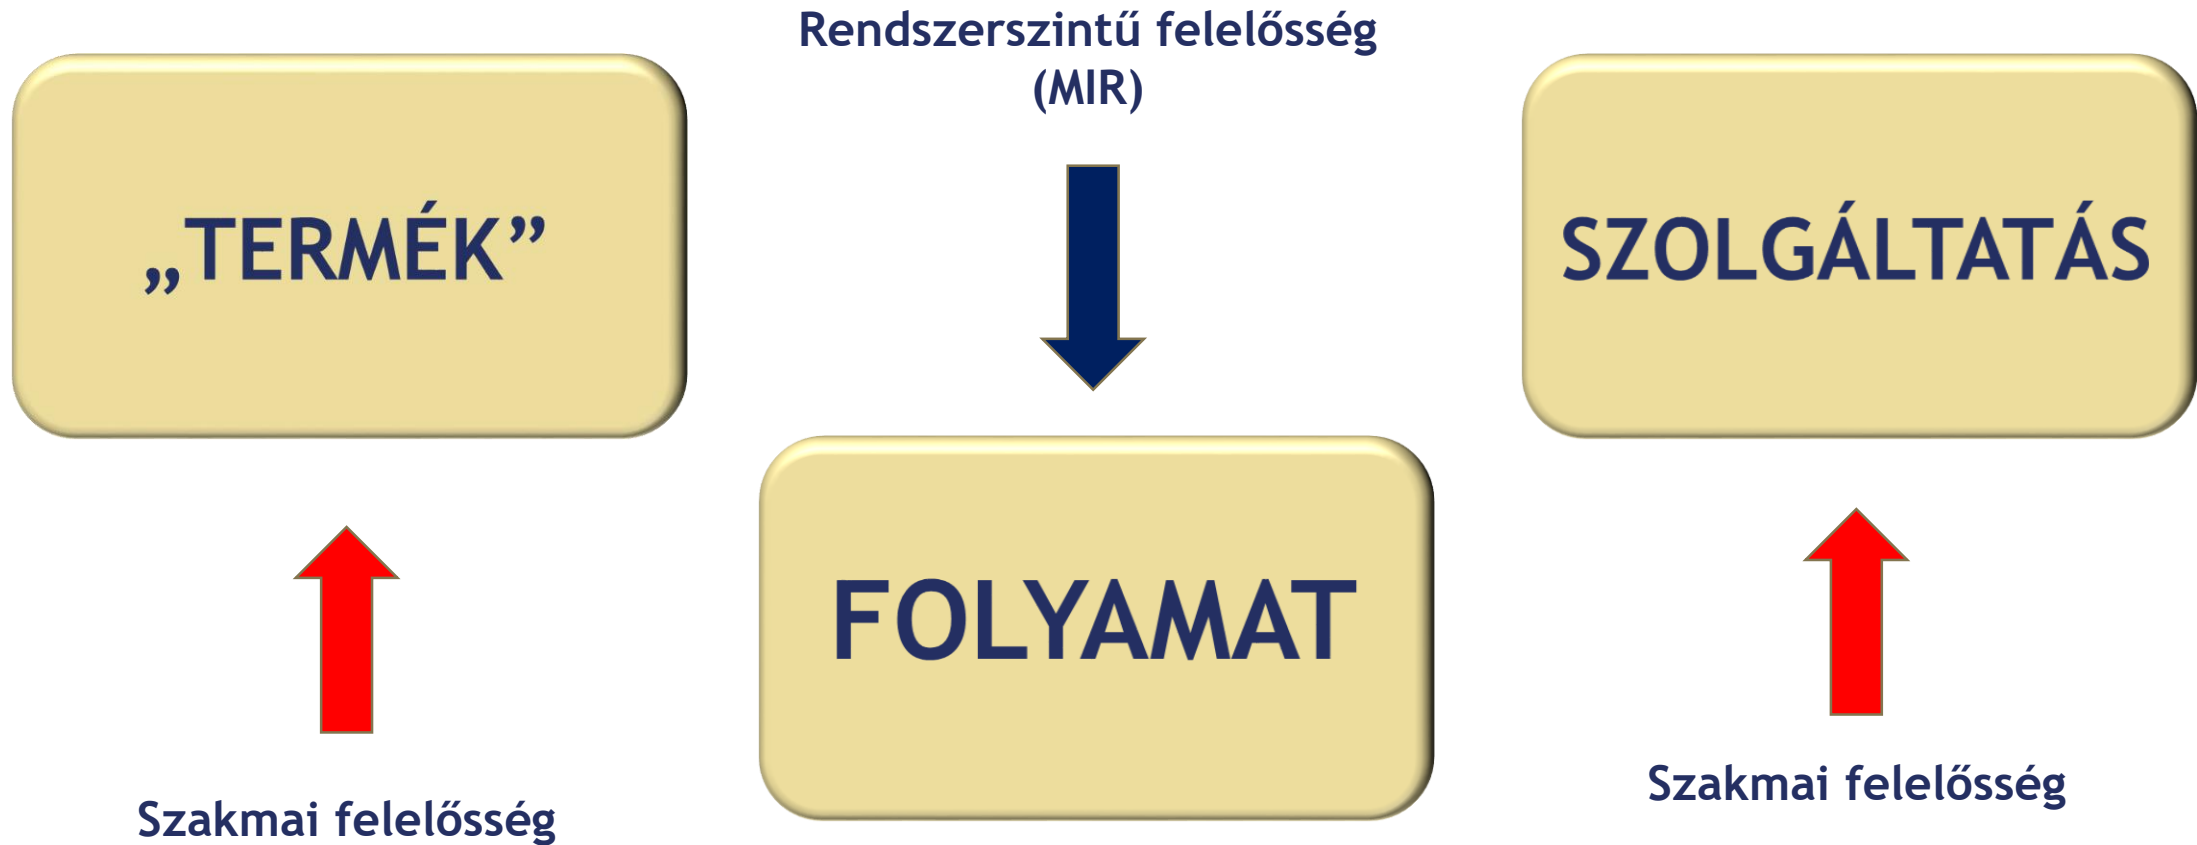 Rendszerszintű felelősség
(MIR)
„TERMÉK”
SZOLGÁLTATÁS
FOLYAMAT
Szakmai felelősség
Szakmai felelősség